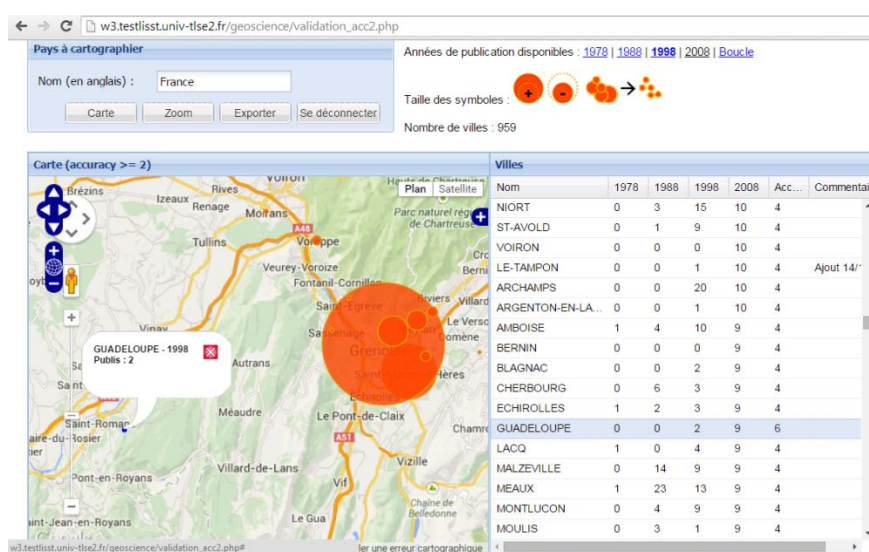 w3.testlisst.univ-tlse2.fr/geoscience/validation_acc2.php
Pays à cartographier
Nom (en anglais) : France
Carte Zoom Exporter Se déconnecter
Années de publication disponibles : 1978 | 1988 | 1998 | 2008 | Boucle
Taille des symboles : + -
Nombre de villes : 959
Carte (accuracy >= 2)
Plan Satellite
Brézins
Izeaux
Rives
Renage
Moirans
Parc naturel
de Chartreuse
A48
Tullins
Voreppe
Veurey-Voroize
Fontanil-Cornillon
Saint-Egrève
Villard
Le Verso
Domène
Vinay
GUADELOUPE - 1998
Publis : 2
Autrans
Hères
Echirolles
Méaudre
Le Pont-de-Claix
A51
Vizille
Villard-de-Lans
Pont-en-Royans
Vif
Chaîne de
Belledonne
Le Gua
int-Jean-en-Royans
w3.testlisst.univ-tlse2.fr/geoscience/validation_acc2.php#
ler une erreur cartographique
Villes
Nom 1978 1988 1998 2008 Acc... Commentai
NIORT 0 3 15 10 4
ST-AVOLD 0 1 9 10 4
VOIRON 0 0 0 10 4
LE-TAMPON 0 0 1 10 4 Ajout 14/
ARCHAMPS 0 0 20 10 4
ARGENTON-EN-LA... 0 0 1 10 4
AMBOISE 1 4 10 9 4
BERNIN 0 0 0 9 4
BLAGNAC 0 0 2 9 4
CHERBOURG 0 6 3 9 4
ECHIROLLES 1 2 3 9 4
GUADELOUPE 0 0 2 9 6
LACQ 1 0 4 9 4
MALZEVILLE 0 14 9 9 4
MEAUX 1 23 13 9 4
MONTLUCON 0 4 9 9 4
MOULIS 0 3 1 9 4